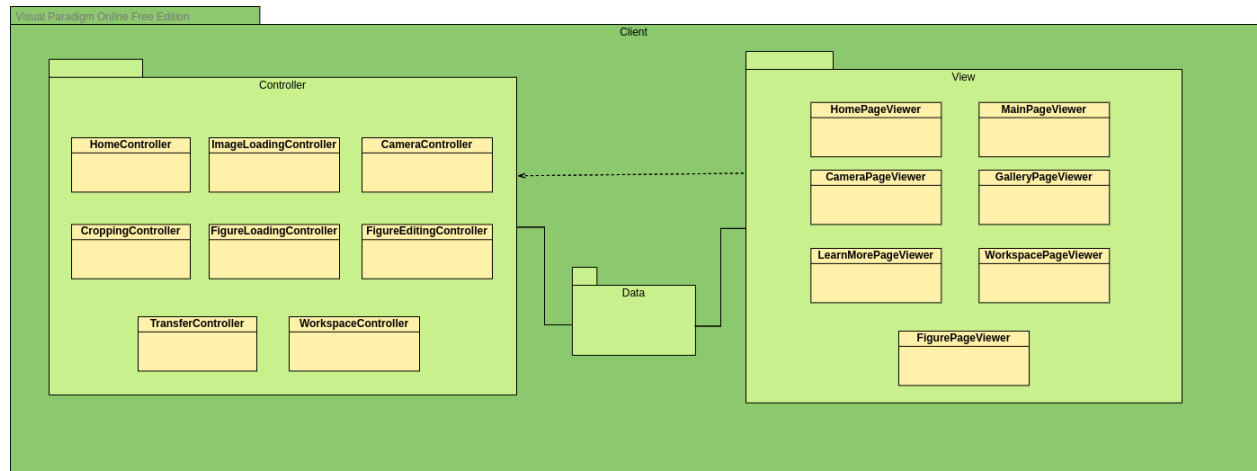 Visual Paradigm Online Free Edition
Client
Controller
HomeController
ImageLoadingController
CameraController
CroppingController
FigureLoadingController
FigureEditingController
TransferController
WorkspaceController
Data
View
HomePageViewer
MainPageViewer
CameraPageViewer
GalleryPageViewer
LearnMorePageViewer
WorkspacePageViewer
FigurePageViewer